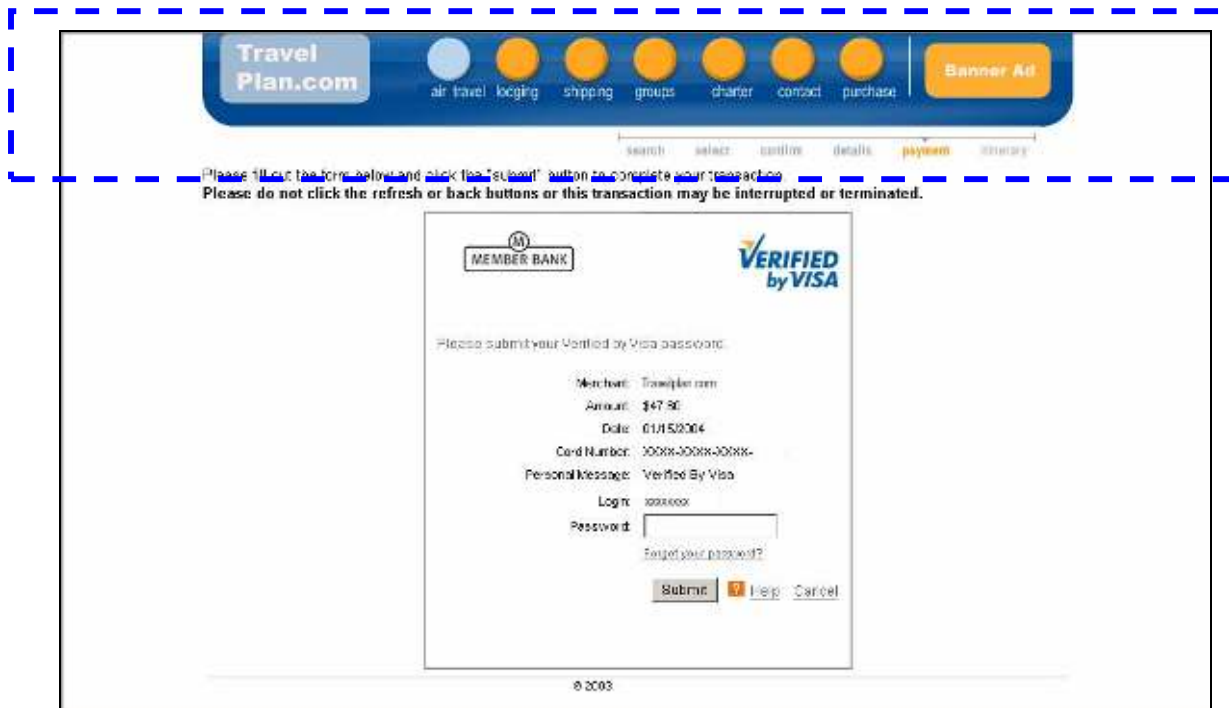 Travel
Plan.com
air travel lodging shipping groups charter contact purchase
Banner Ad
search select confirm details payment itinerary
Please fill out the form below and click the "submit" button to complete your transaction.
Please do not click the refresh or back buttons or this transaction may be interrupted or terminated.
M
MEMBER BANK
VERIFIED
by VISA
Please submit your Verified by Visa password.
Merchant: Travelplan.com
Amount: $47.80
Date: 01/15/2004
Card Number: XXXX-XXXX-XXXX-
Personal Message: Verified By Visa
Login: xxxxxxx
Password:
Forgot your password?
Submit ? Help Cancel
© 2003